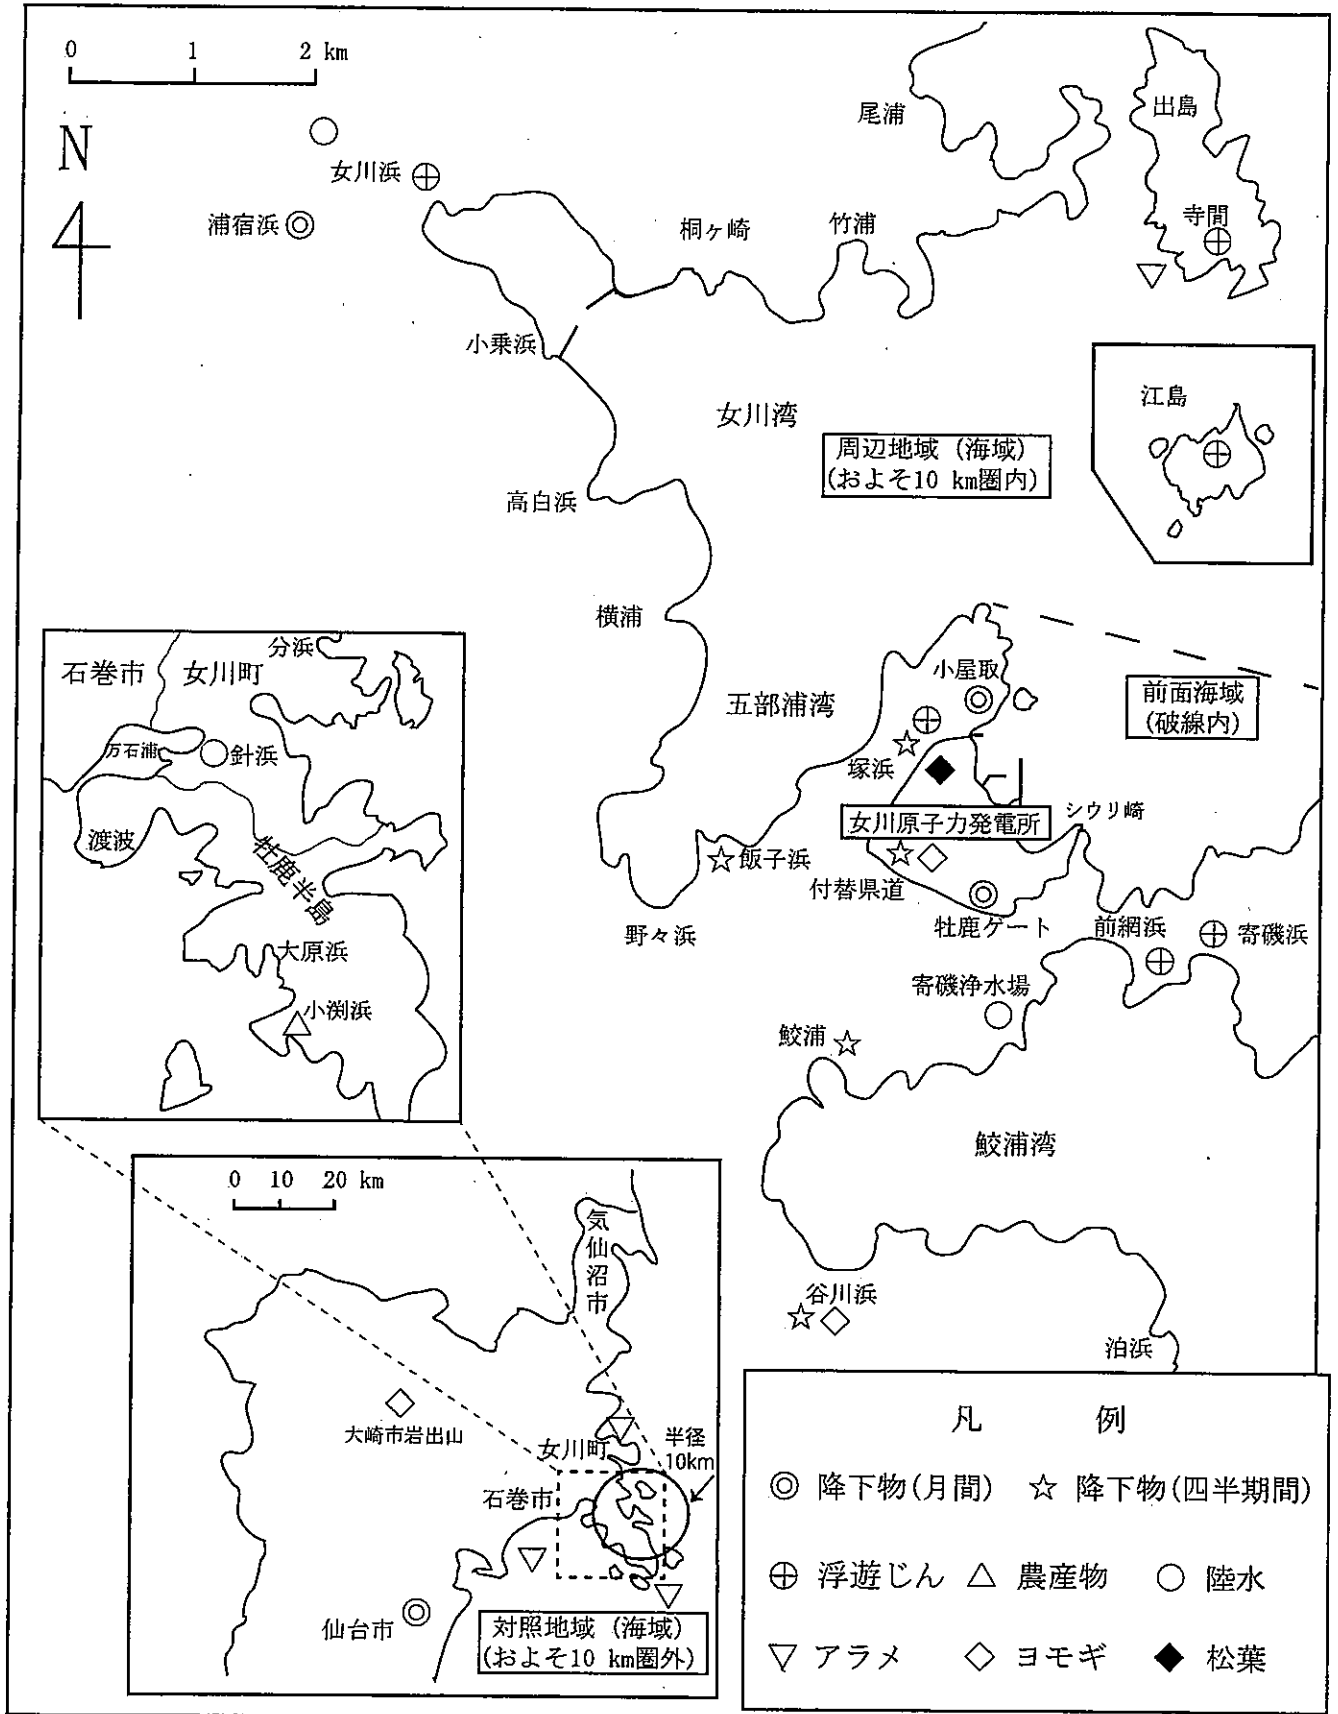 0 1 2 km
N
尾浦
出島
女川浜
浦宿浜
桐ヶ崎
竹浦
寺間
小乗浜
女川湾
江島
周辺地域（海域）
(およそ10 km圏内)
高白浜
横浦
石巻市
女川町
分浜
万石浦
針浜
渡波
牡鹿半島
大原浜
小渕浜
小屋取
五部浦湾
前面海域
(破線内)
塚浜
シウリ崎
女川原子力発電所
飯子浜
付替県道
野々浜
牡鹿ゲート
前網浜
寄磯浜
寄磯浄水場
鮫浦
鮫浦湾
谷川浜
泊浜
0 10 20 km
気仙沼市
大崎市岩出山
女川町
半径
10km
石巻市
仙台市
対照地域（海域）
(およそ10 km圏外)
凡 例
◎ 降下物(月間) ☆ 降下物(四半期間)
⊕ 浮遊じん △ 農産物 ○ 陸水
▽ アラメ ◇ ヨモギ ◆ 松葉